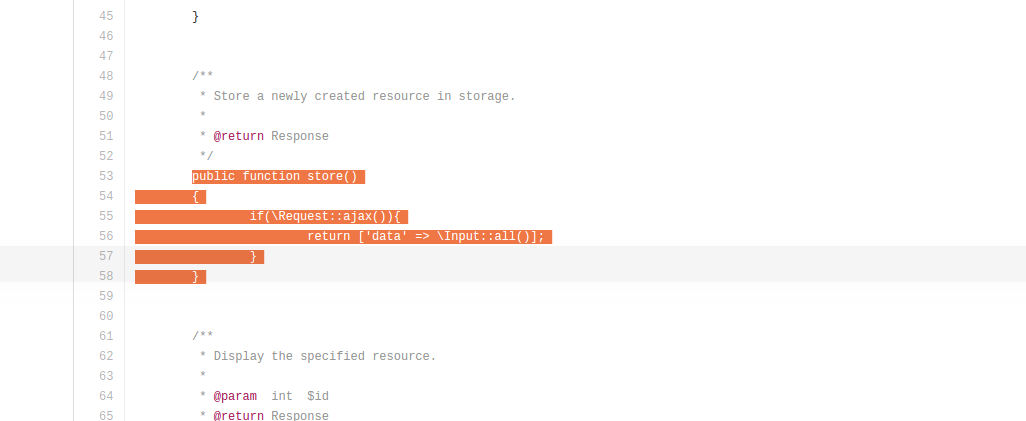 45 }
46
47
48 /**
49 * Store a newly created resource in storage.
50 *
51 * @return Response
52 */
53 public function store()
54 {
55 if(\Request::ajax()){
56 return ['data' => \Input::all()];
57 }
58 }
59
60
61 /**
62 * Display the specified resource.
63 *
64 * @param  int  $id
65 * @return Response